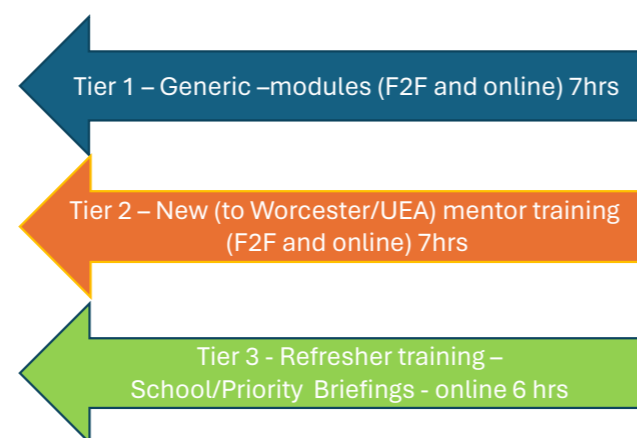 Tier 1 – Generic –modules (F2F and online) 7hrs
Tier 2 – New (to Worcester/UEA) mentor training
(F2F and online) 7hrs
Tier 3 - Refresher training –
School/Priority Briefings - online 6 hrs